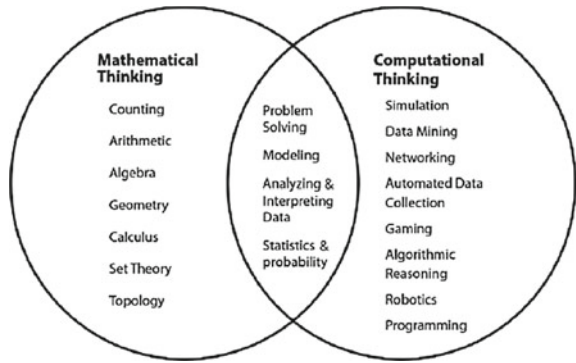 Mathematical
Thinking
Counting
Arithmetic
Algebra
Geometry
Calculus
Set Theory
Topology
Problem
Solving
Modeling
Analyzing &
Interpreting
Data
Statistics &
probability
Computational
Thinking
Simulation
Data Mining
Networking
Automated Data
Collection
Gaming
Algorithmic
Reasoning
Robotics
Programming